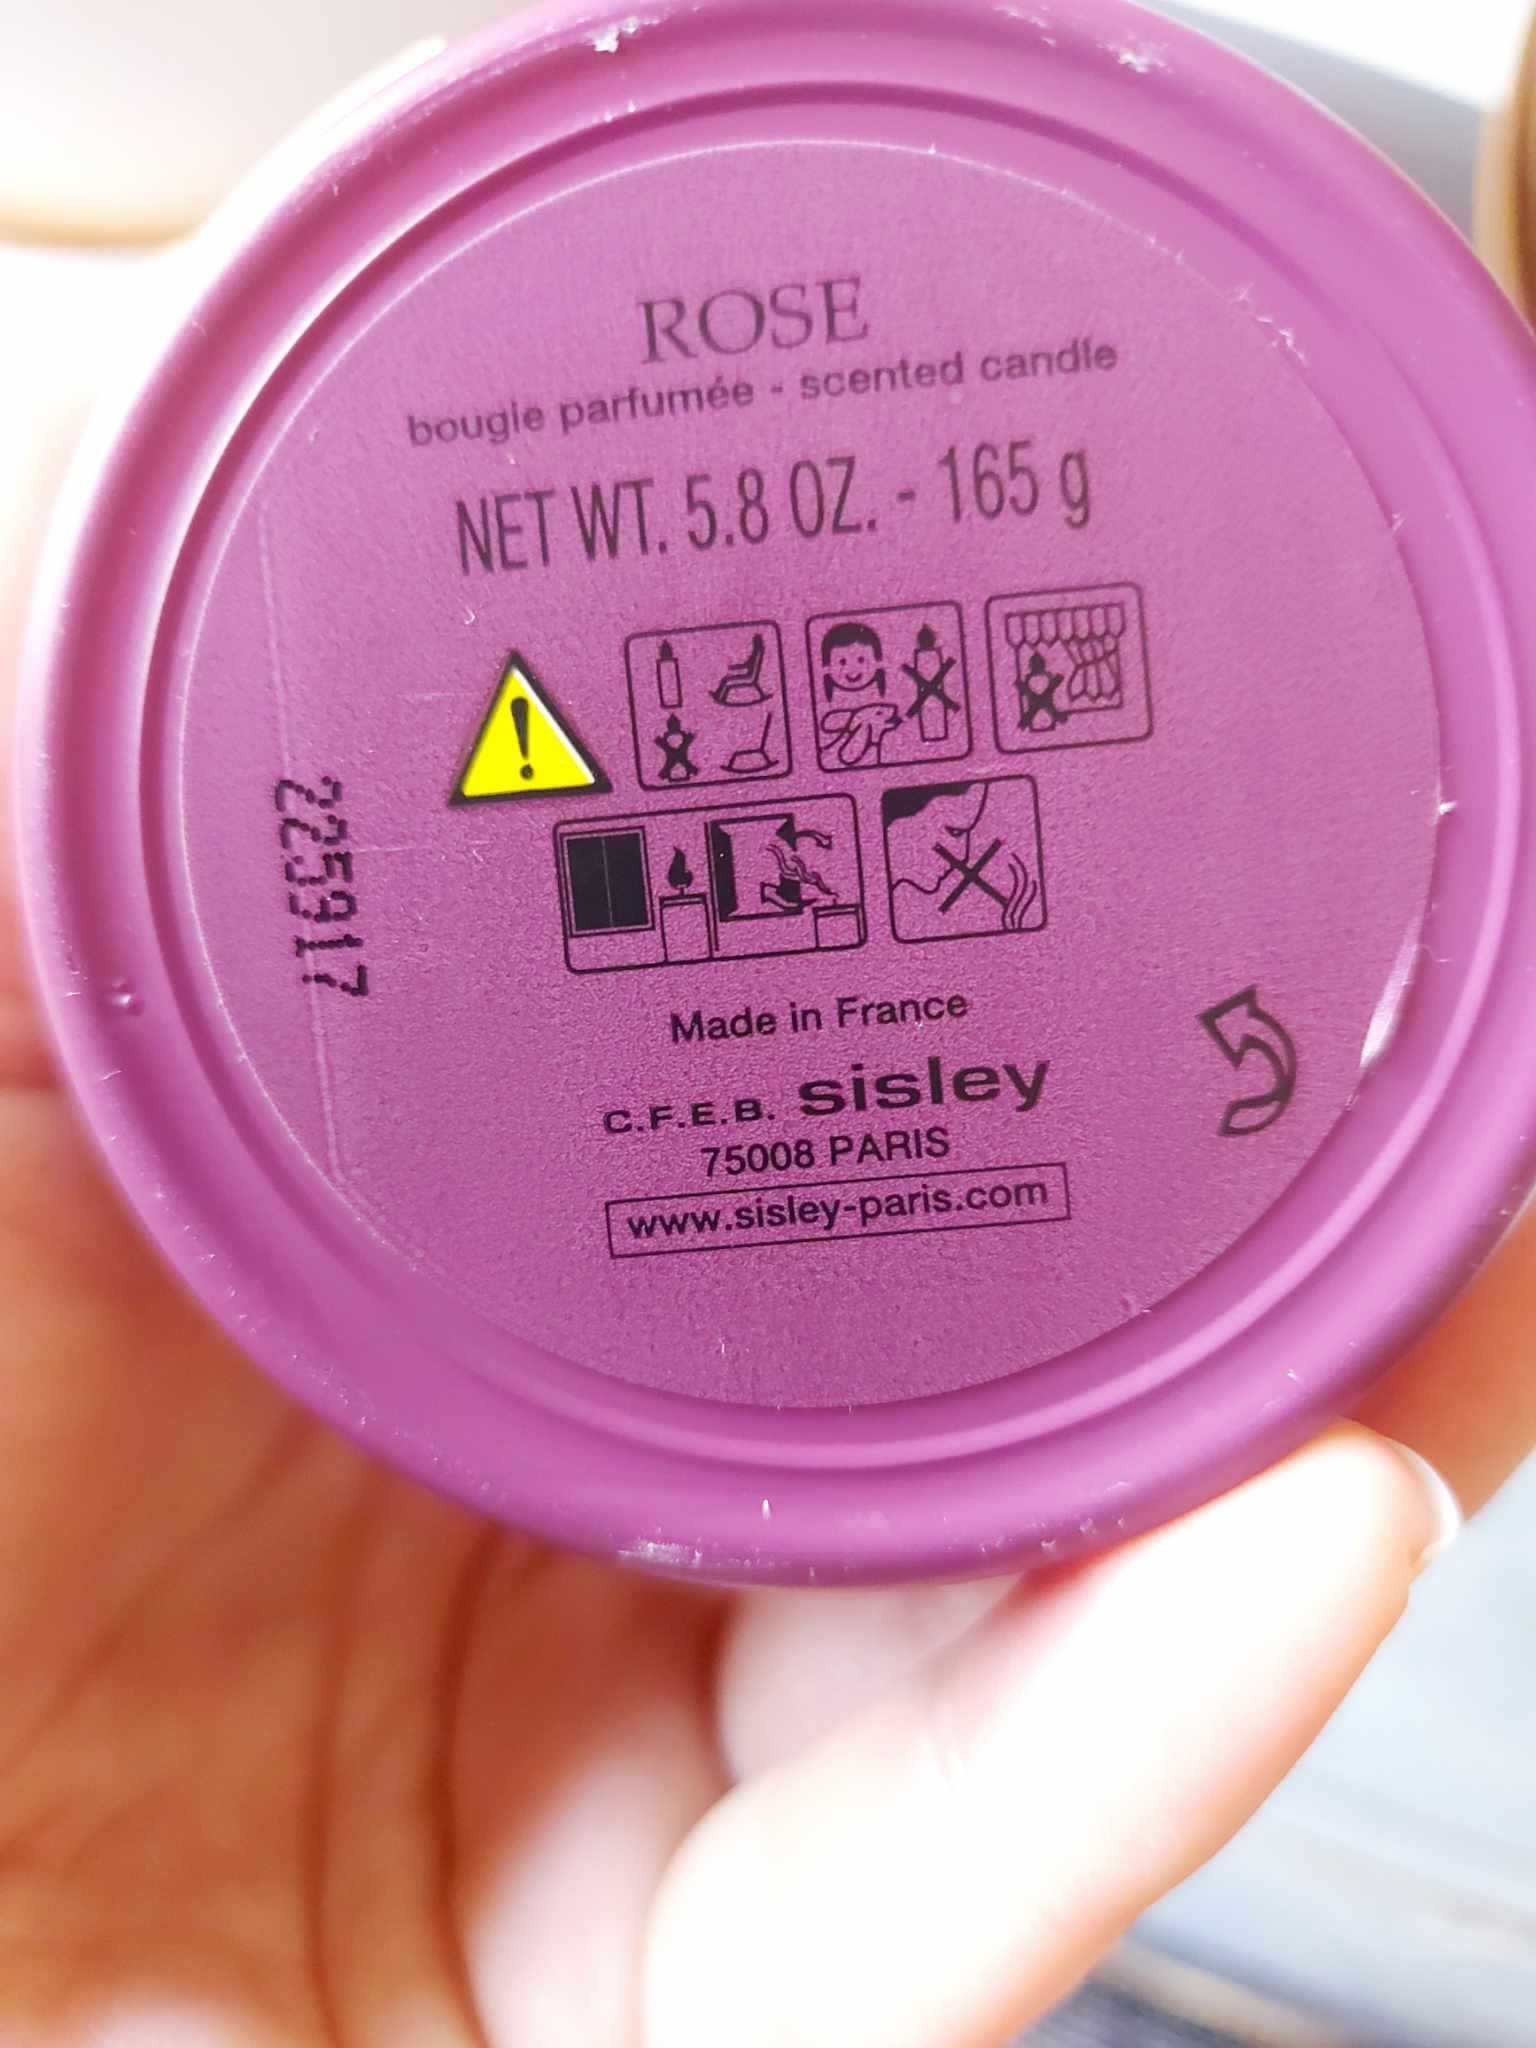 ROSE
bougie parfumée - scented candle
NET WT. 5.8 OZ. - 165 g
!
Made in France
C.F.E.B. sisley
75008 PARIS
www.sisley-paris.com